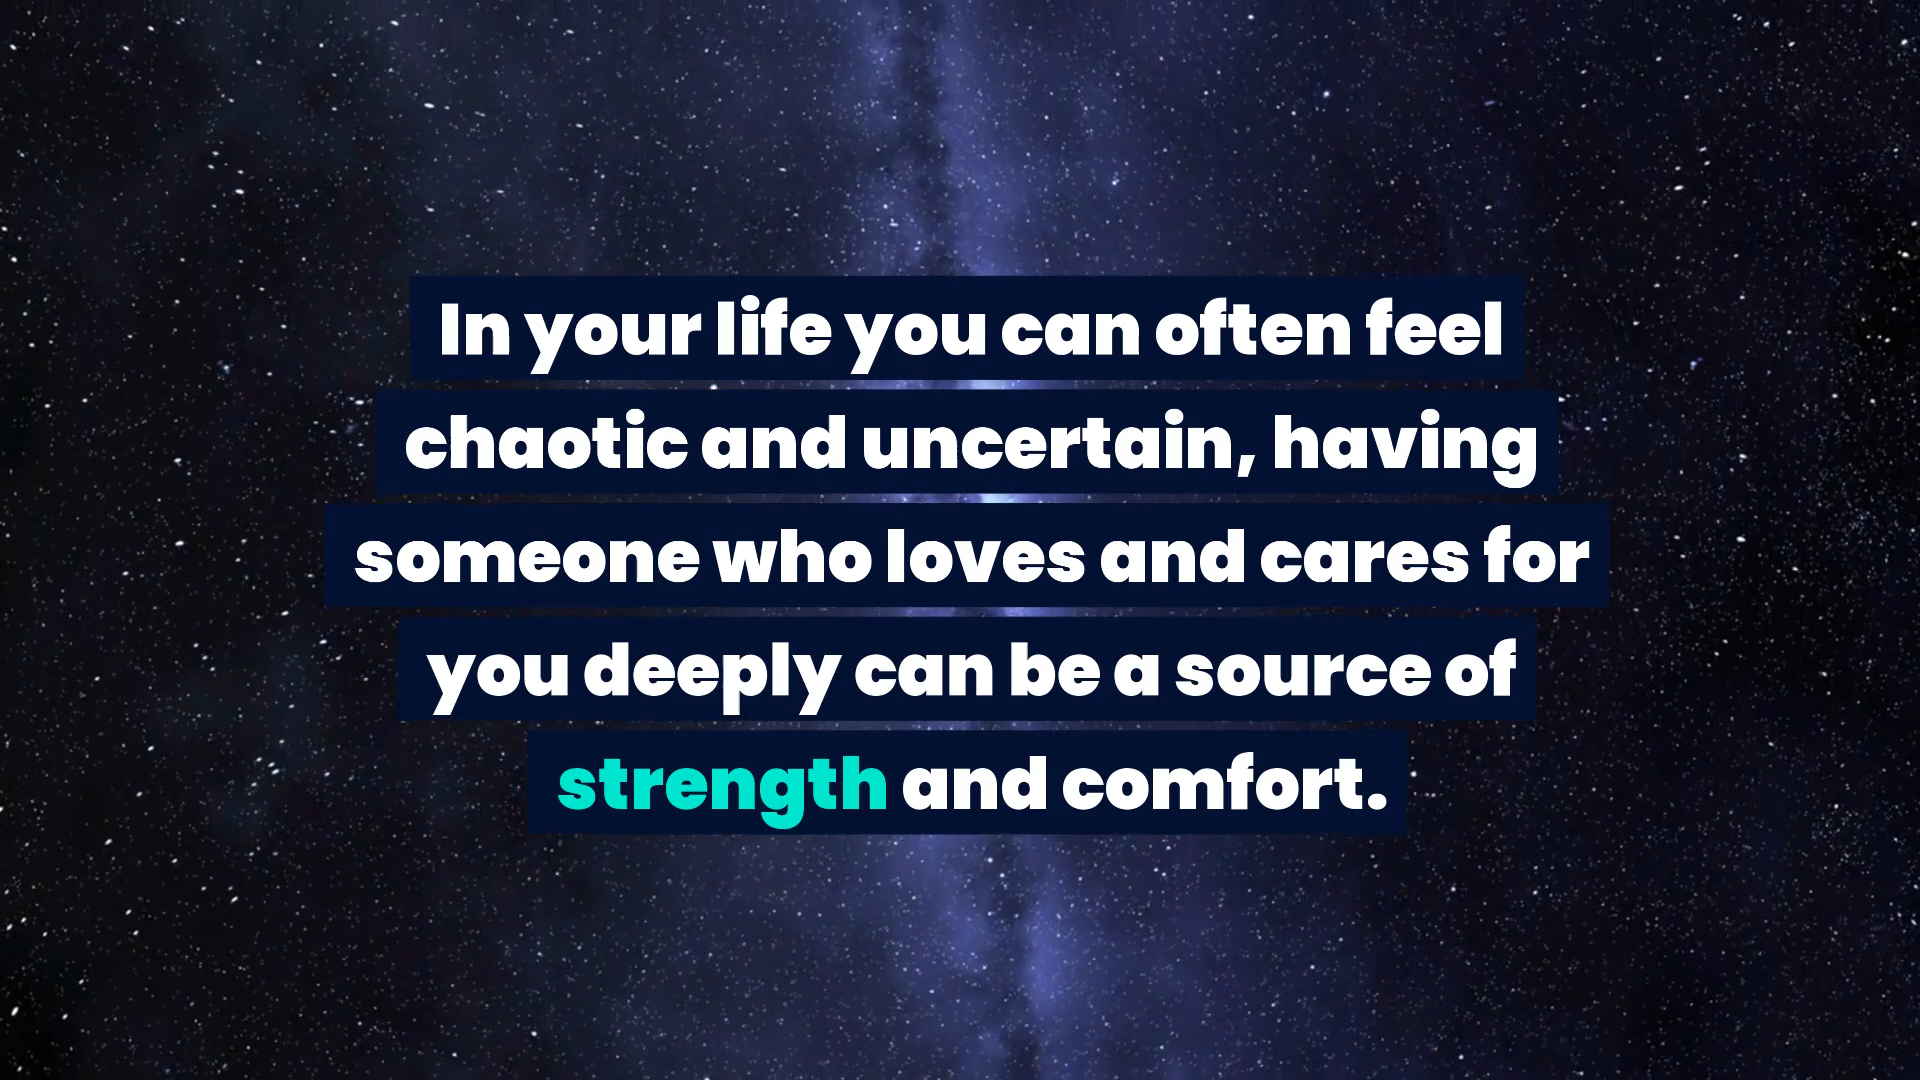 In your life you can often feel
chaotic and uncertain, having
someone who loves and cares for
you deeply can be a source of
strength and comfort.